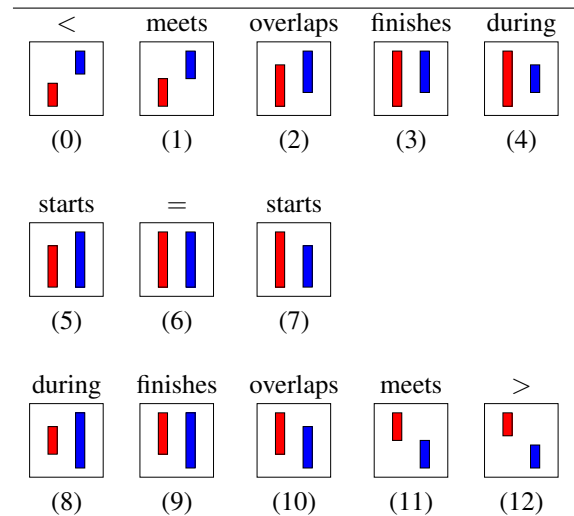 < meets overlaps finishes during
(0) (1) (2) (3) (4)
starts = starts
(5) (6) (7)
during finishes overlaps meets >
(8) (9) (10) (11) (12)